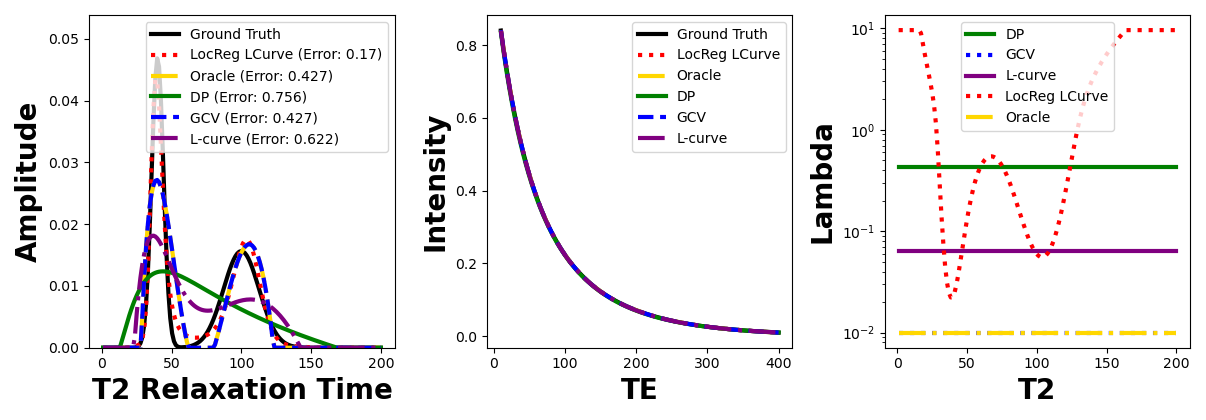 Amplitude
0.05
0.04
0.03
0.02
0.01
0.00
Ground Truth
LocReg LCurve (Error: 0.17)
Oracle (Error: 0.427)
DP (Error: 0.756)
GCV (Error: 0.427)
L-curve (Error: 0.622)
0 50 100 150 200
T2 Relaxation Time
Intensity
0.8
0.6
0.4
0.2
0.0
Ground Truth
LocReg LCurve
Oracle
DP
GCV
L-curve
0 100 200 300 400
TE
Lambda
10¹
10⁰
10⁻¹
10⁻²
DP
GCV
L-curve
LocReg LCurve
Oracle
0 50 100 150 200
T2